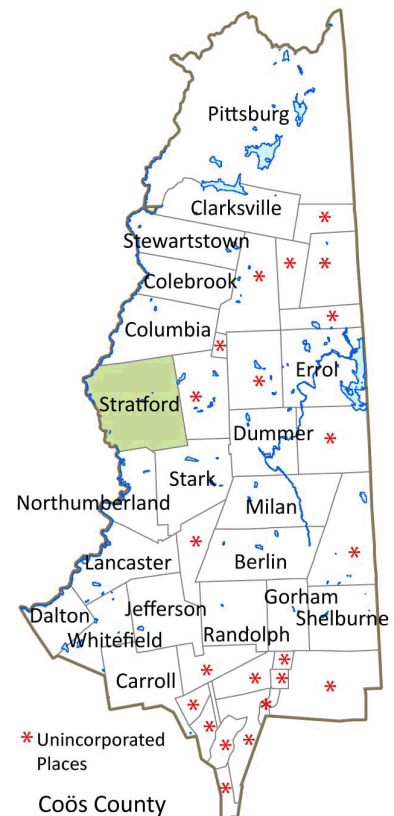 Pittsburg
Clarksville
Stewartstown
Colebrook
Columbia
Errol
Stratford
Dummer
Stark
Northumberland
Milan
Lancaster
Berlin
Gorham
Jefferson
Dalton
Shelburne
Whitefield
Randolph
Carroll
* Unincorporated
Places
Coös County